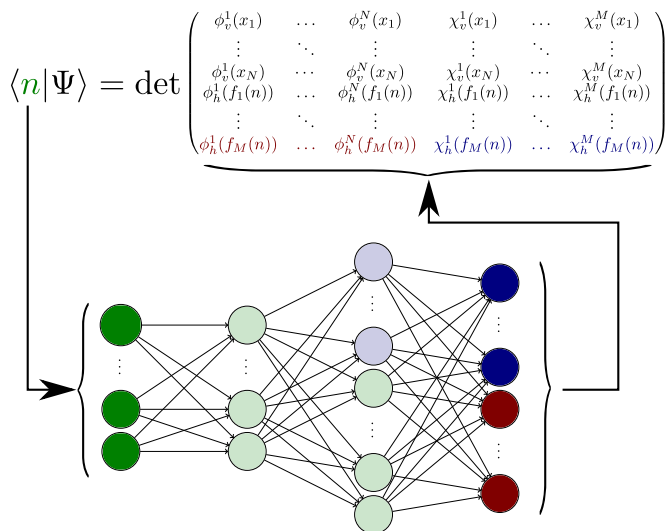 ϕ_v^1(x_1) … ϕ_v^N(x_1) χ_v^1(x_1) … χ_v^M(x_1)
⋮ ⋱ ⋮ ⋮ ⋱ ⋮
⟨n|Ψ⟩ = det
ϕ_v^1(x_N) ⋯ ϕ_v^N(x_N) χ_v^1(x_N) ⋯ χ_v^M(x_N)
ϕ_h^1(f_1(n)) … ϕ_h^N(f_1(n)) χ_h^1(f_1(n)) … χ_h^M(f_1(n))
⋮ ⋱ ⋮ ⋮ ⋱ ⋮
ϕ_h^1(f_M(n)) … ϕ_h^N(f_M(n)) χ_h^1(f_M(n)) … χ_h^M(f_M(n))